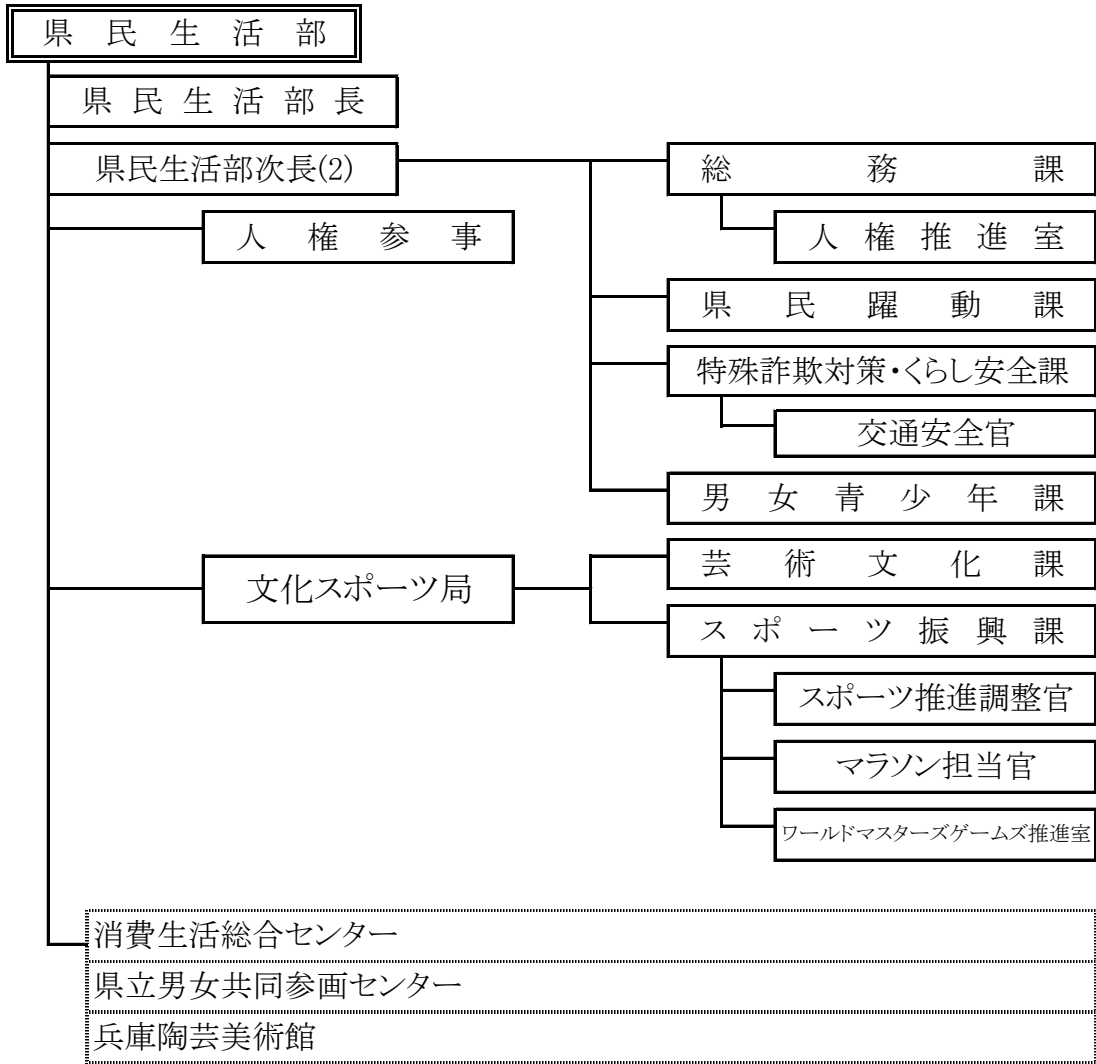 県民生活部
県民生活部長
県民生活部次長(2)
総務課
人権推進室
人権参事
県民躍動課
特殊詐欺対策・くらし安全課
交通安全官
男女青少年課
芸術文化課
文化スポーツ局
スポーツ振興課
スポーツ推進調整官
マラソン担当官
ワールドマスターズゲームズ推進室
消費生活総合センター
県立男女共同参画センター
兵庫陶芸美術館